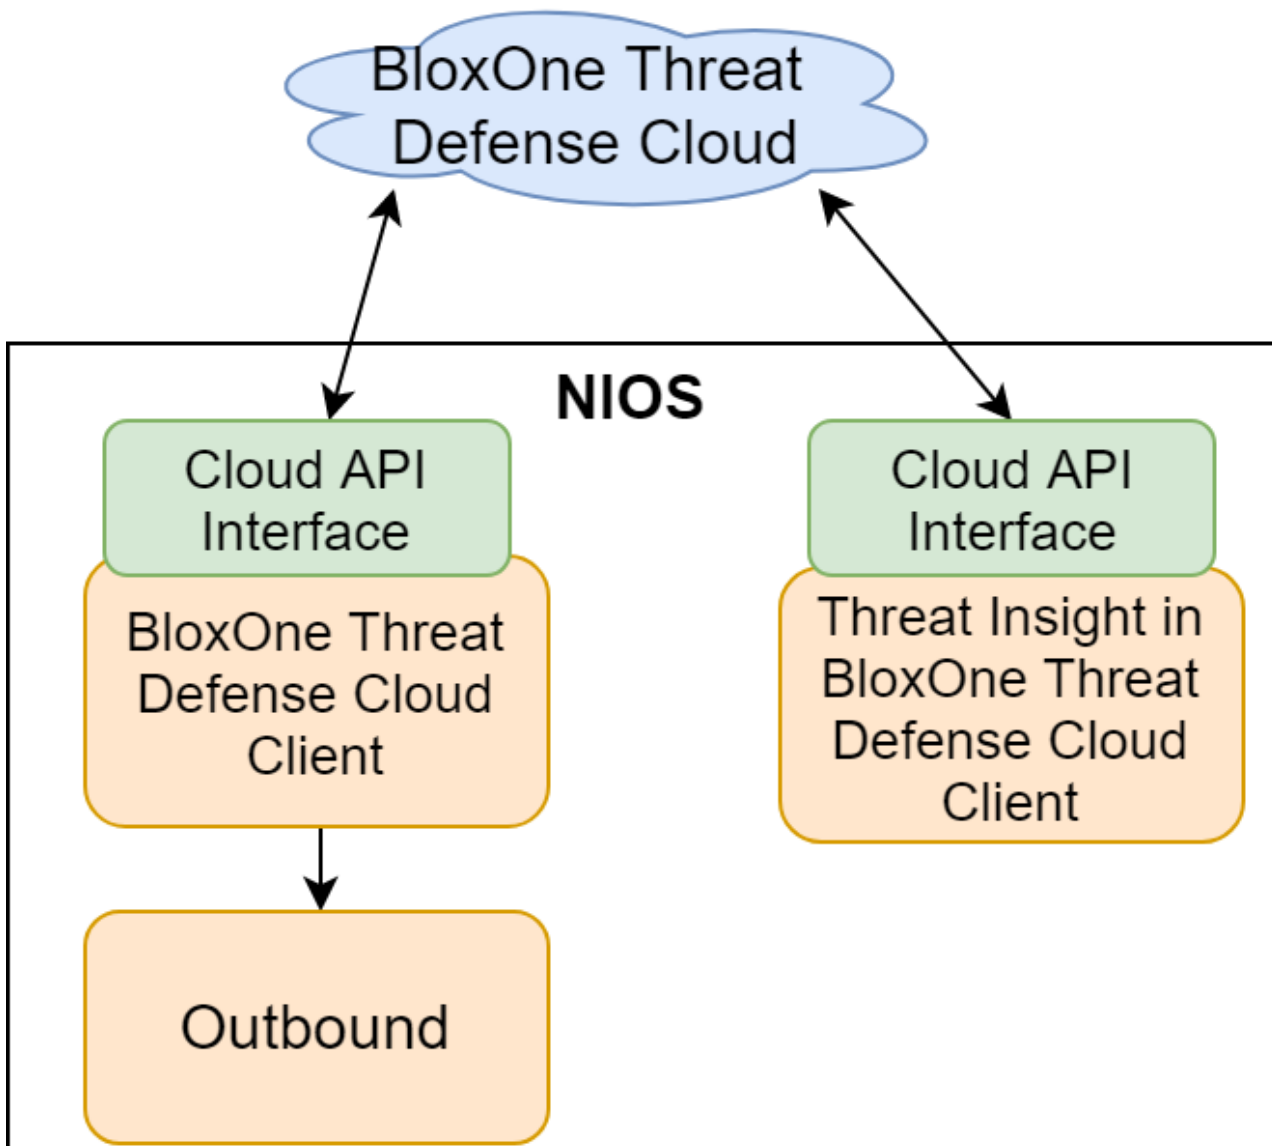 BloxOne Threat
Defense Cloud
NIOS
Cloud API
Interface
BloxOne Threat
Defense Cloud
Client
Outbound
Cloud API
Interface
Threat Insight in
BloxOne Threat
Defense Cloud
Client